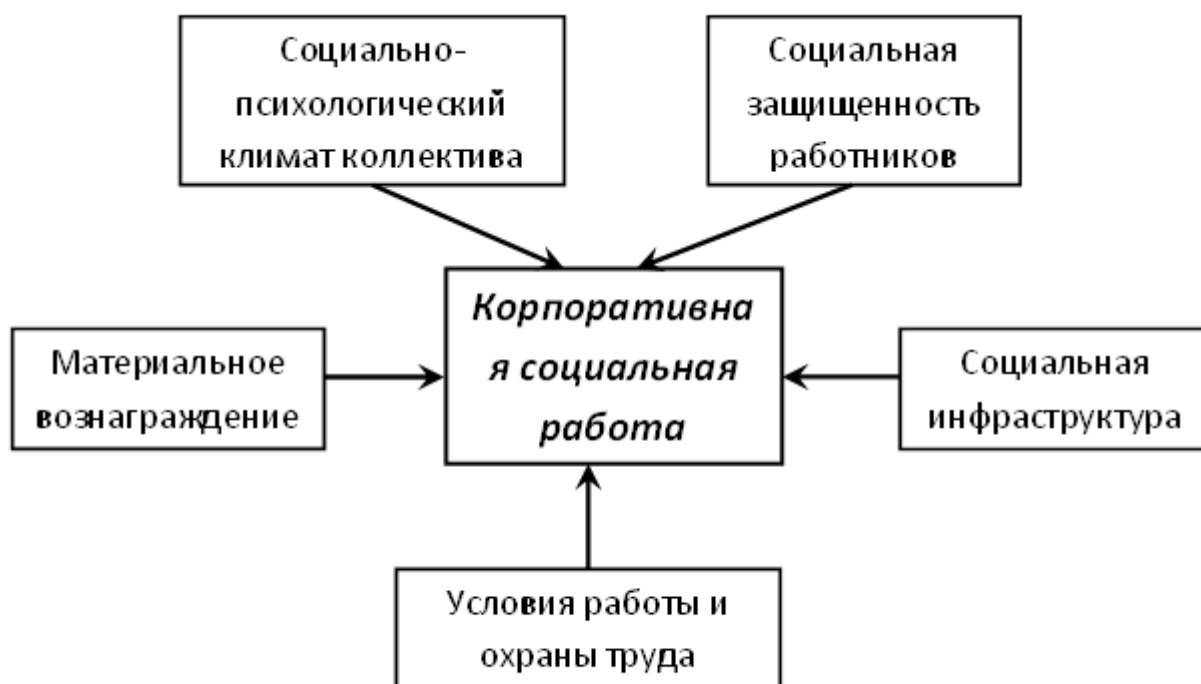 Социально-
психологический
климат коллектива
Социальная
защищенность
работников
Корпоративна
я социальная
работа
Материальное
вознаграждение
Социальная
инфраструктура
Условия работы и
охраны труда